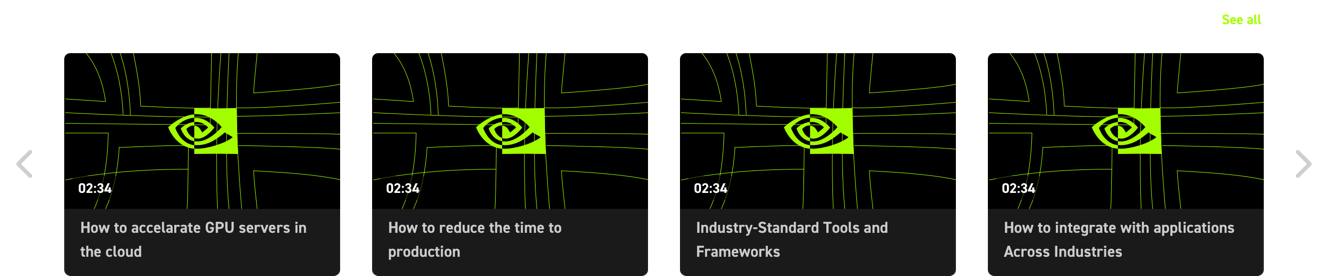 See all
02:34
02:34
02:34
02:34
How to accelarate GPU servers in
the cloud
How to reduce the time to
production
Industry-Standard Tools and
Frameworks
How to integrate with applications
Across Industries